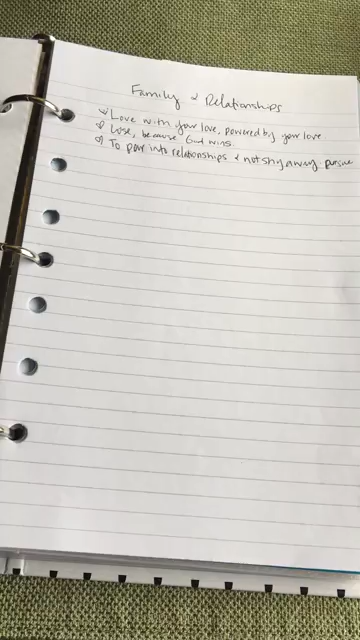 Family & Relationships
Love with your love, powered by your love
Lose, because God wins.
To pour into relationships & not shy away. pursue